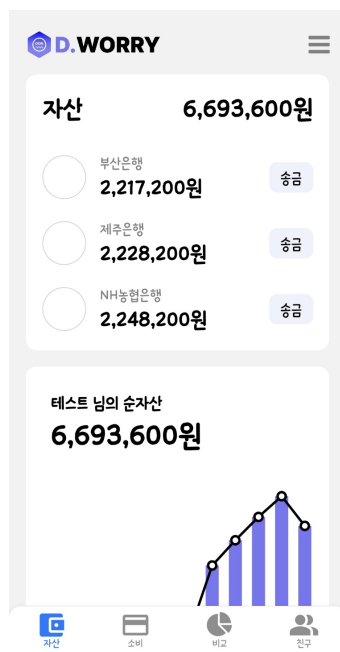 D.WORRY
자산 6,693,600원
부산은행
2,217,200원 송금
제주은행
2,228,200원 송금
NH농협은행
2,248,200원 송금
테스트 님의 순자산
6,693,600원
자산 소비 비교 친구